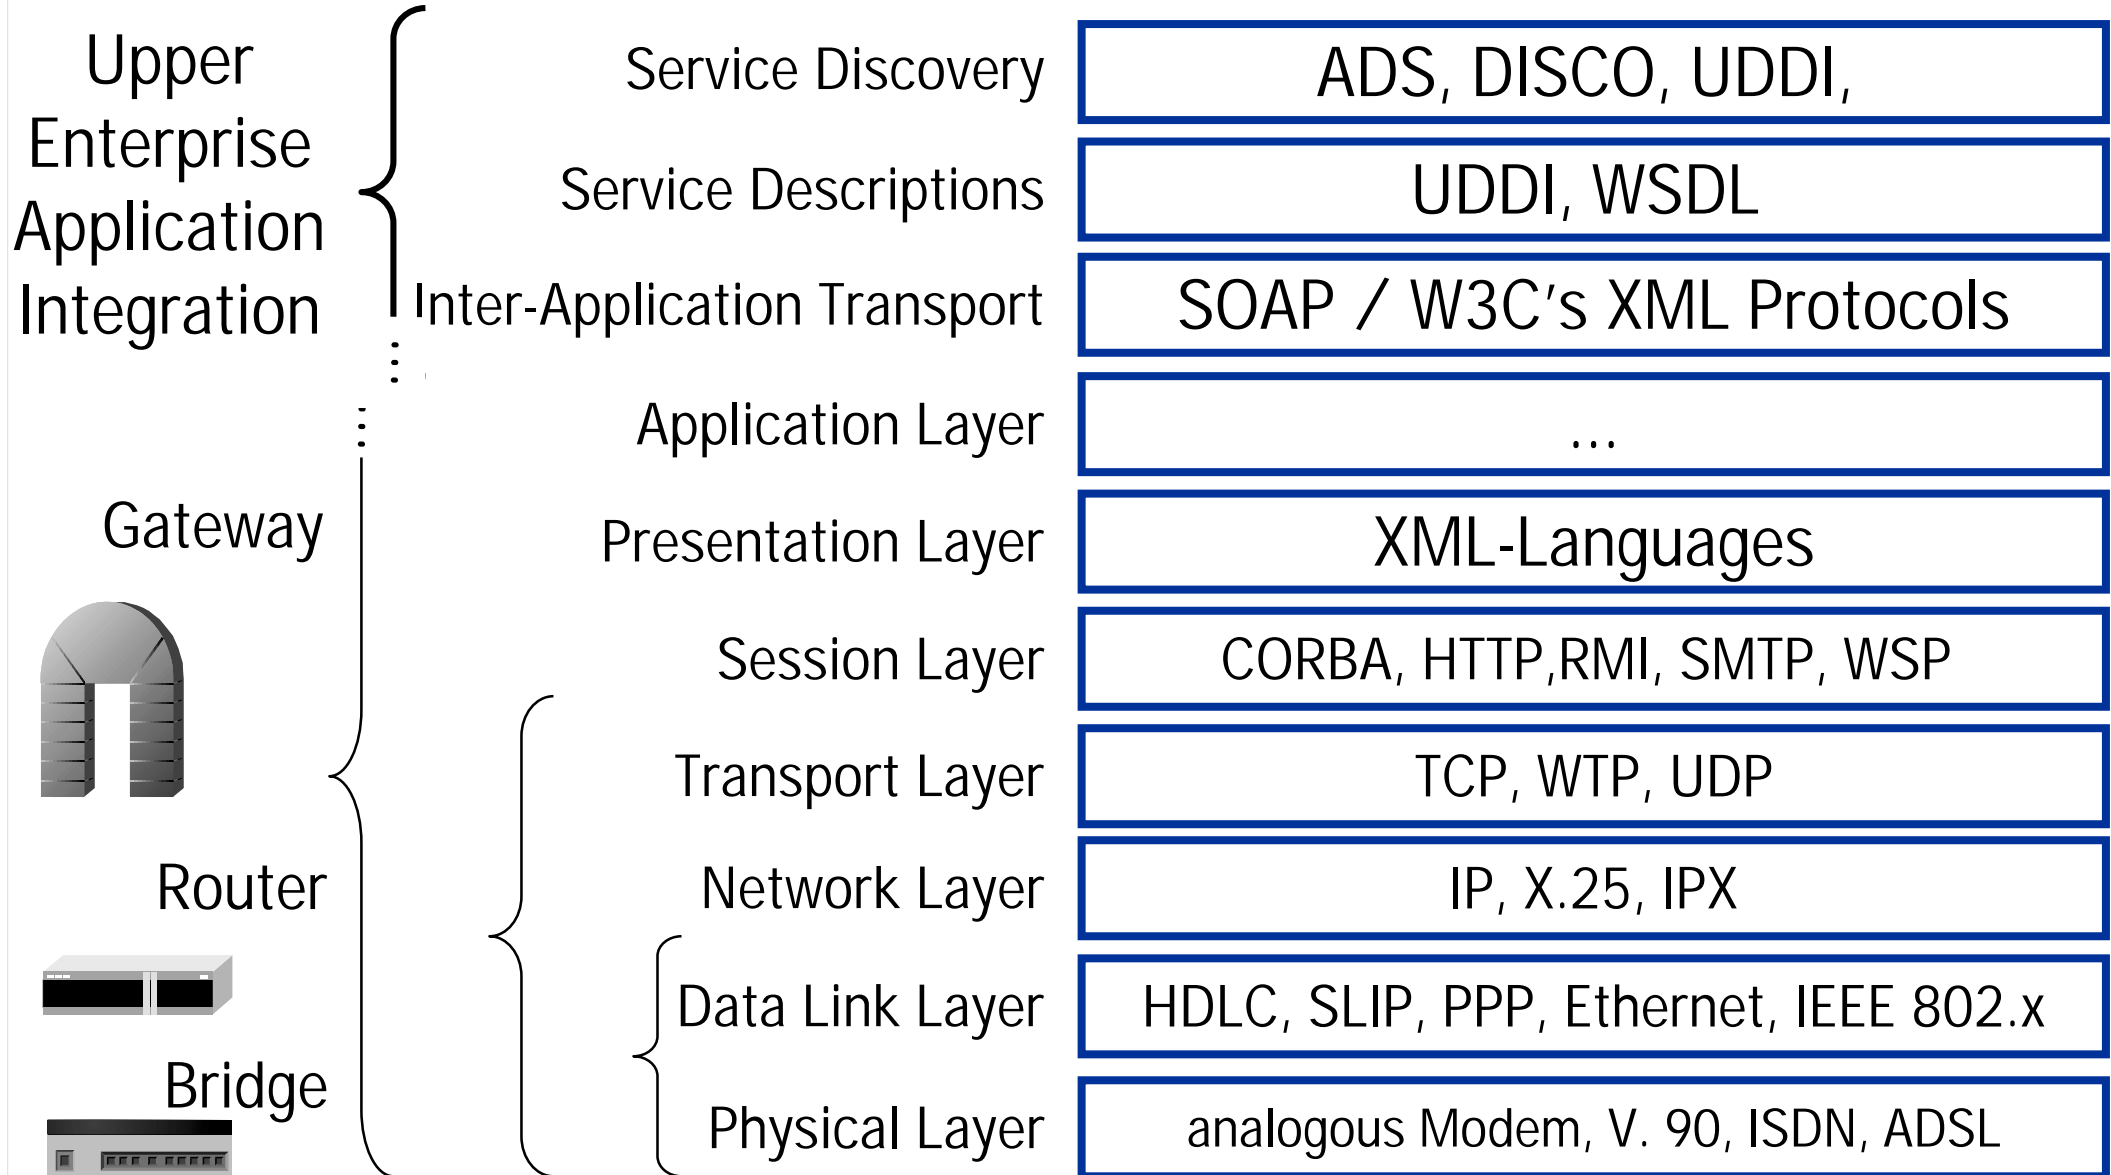 Upper
Enterprise
Application
Integration
Service Discovery
ADS, DISCO, UDDI,
Service Descriptions
UDDI, WSDL
Inter-Application Transport
SOAP / W3C's XML Protocols
Application Layer
...
Gateway
Presentation Layer
XML-Languages
Session Layer
CORBA, HTTP,RMI, SMTP, WSP
Transport Layer
TCP, WTP, UDP
Router
Network Layer
IP, X.25, IPX
Data Link Layer
HDLC, SLIP, PPP, Ethernet, IEEE 802.x
Bridge
Physical Layer
analogous Modem, V. 90, ISDN, ADSL